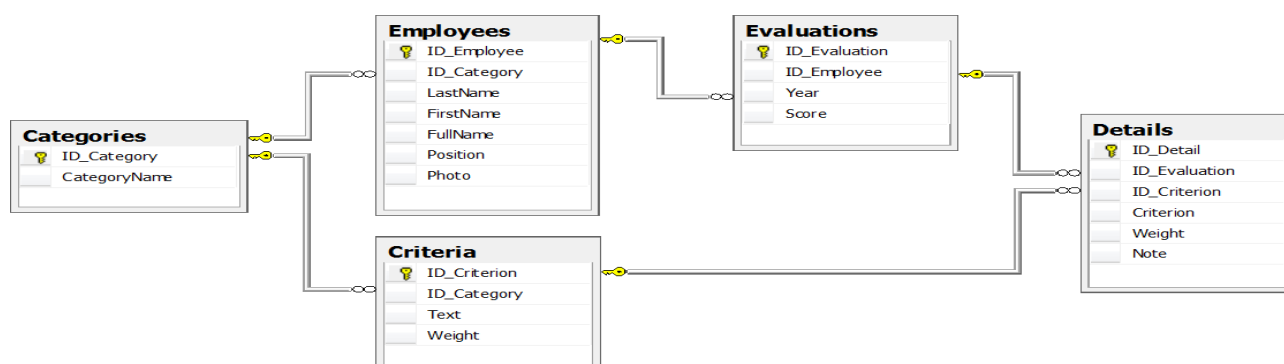 Categories
ID_Category
CategoryName
Employees
ID_Employee
ID_Category
LastName
FirstName
FullName
Position
Photo
Criteria
ID_Criterion
ID_Category
Text
Weight
Evaluations
ID_Evaluation
ID_Employee
Year
Score
Details
ID_Detail
ID_Evaluation
ID_Criterion
Criterion
Weight
Note